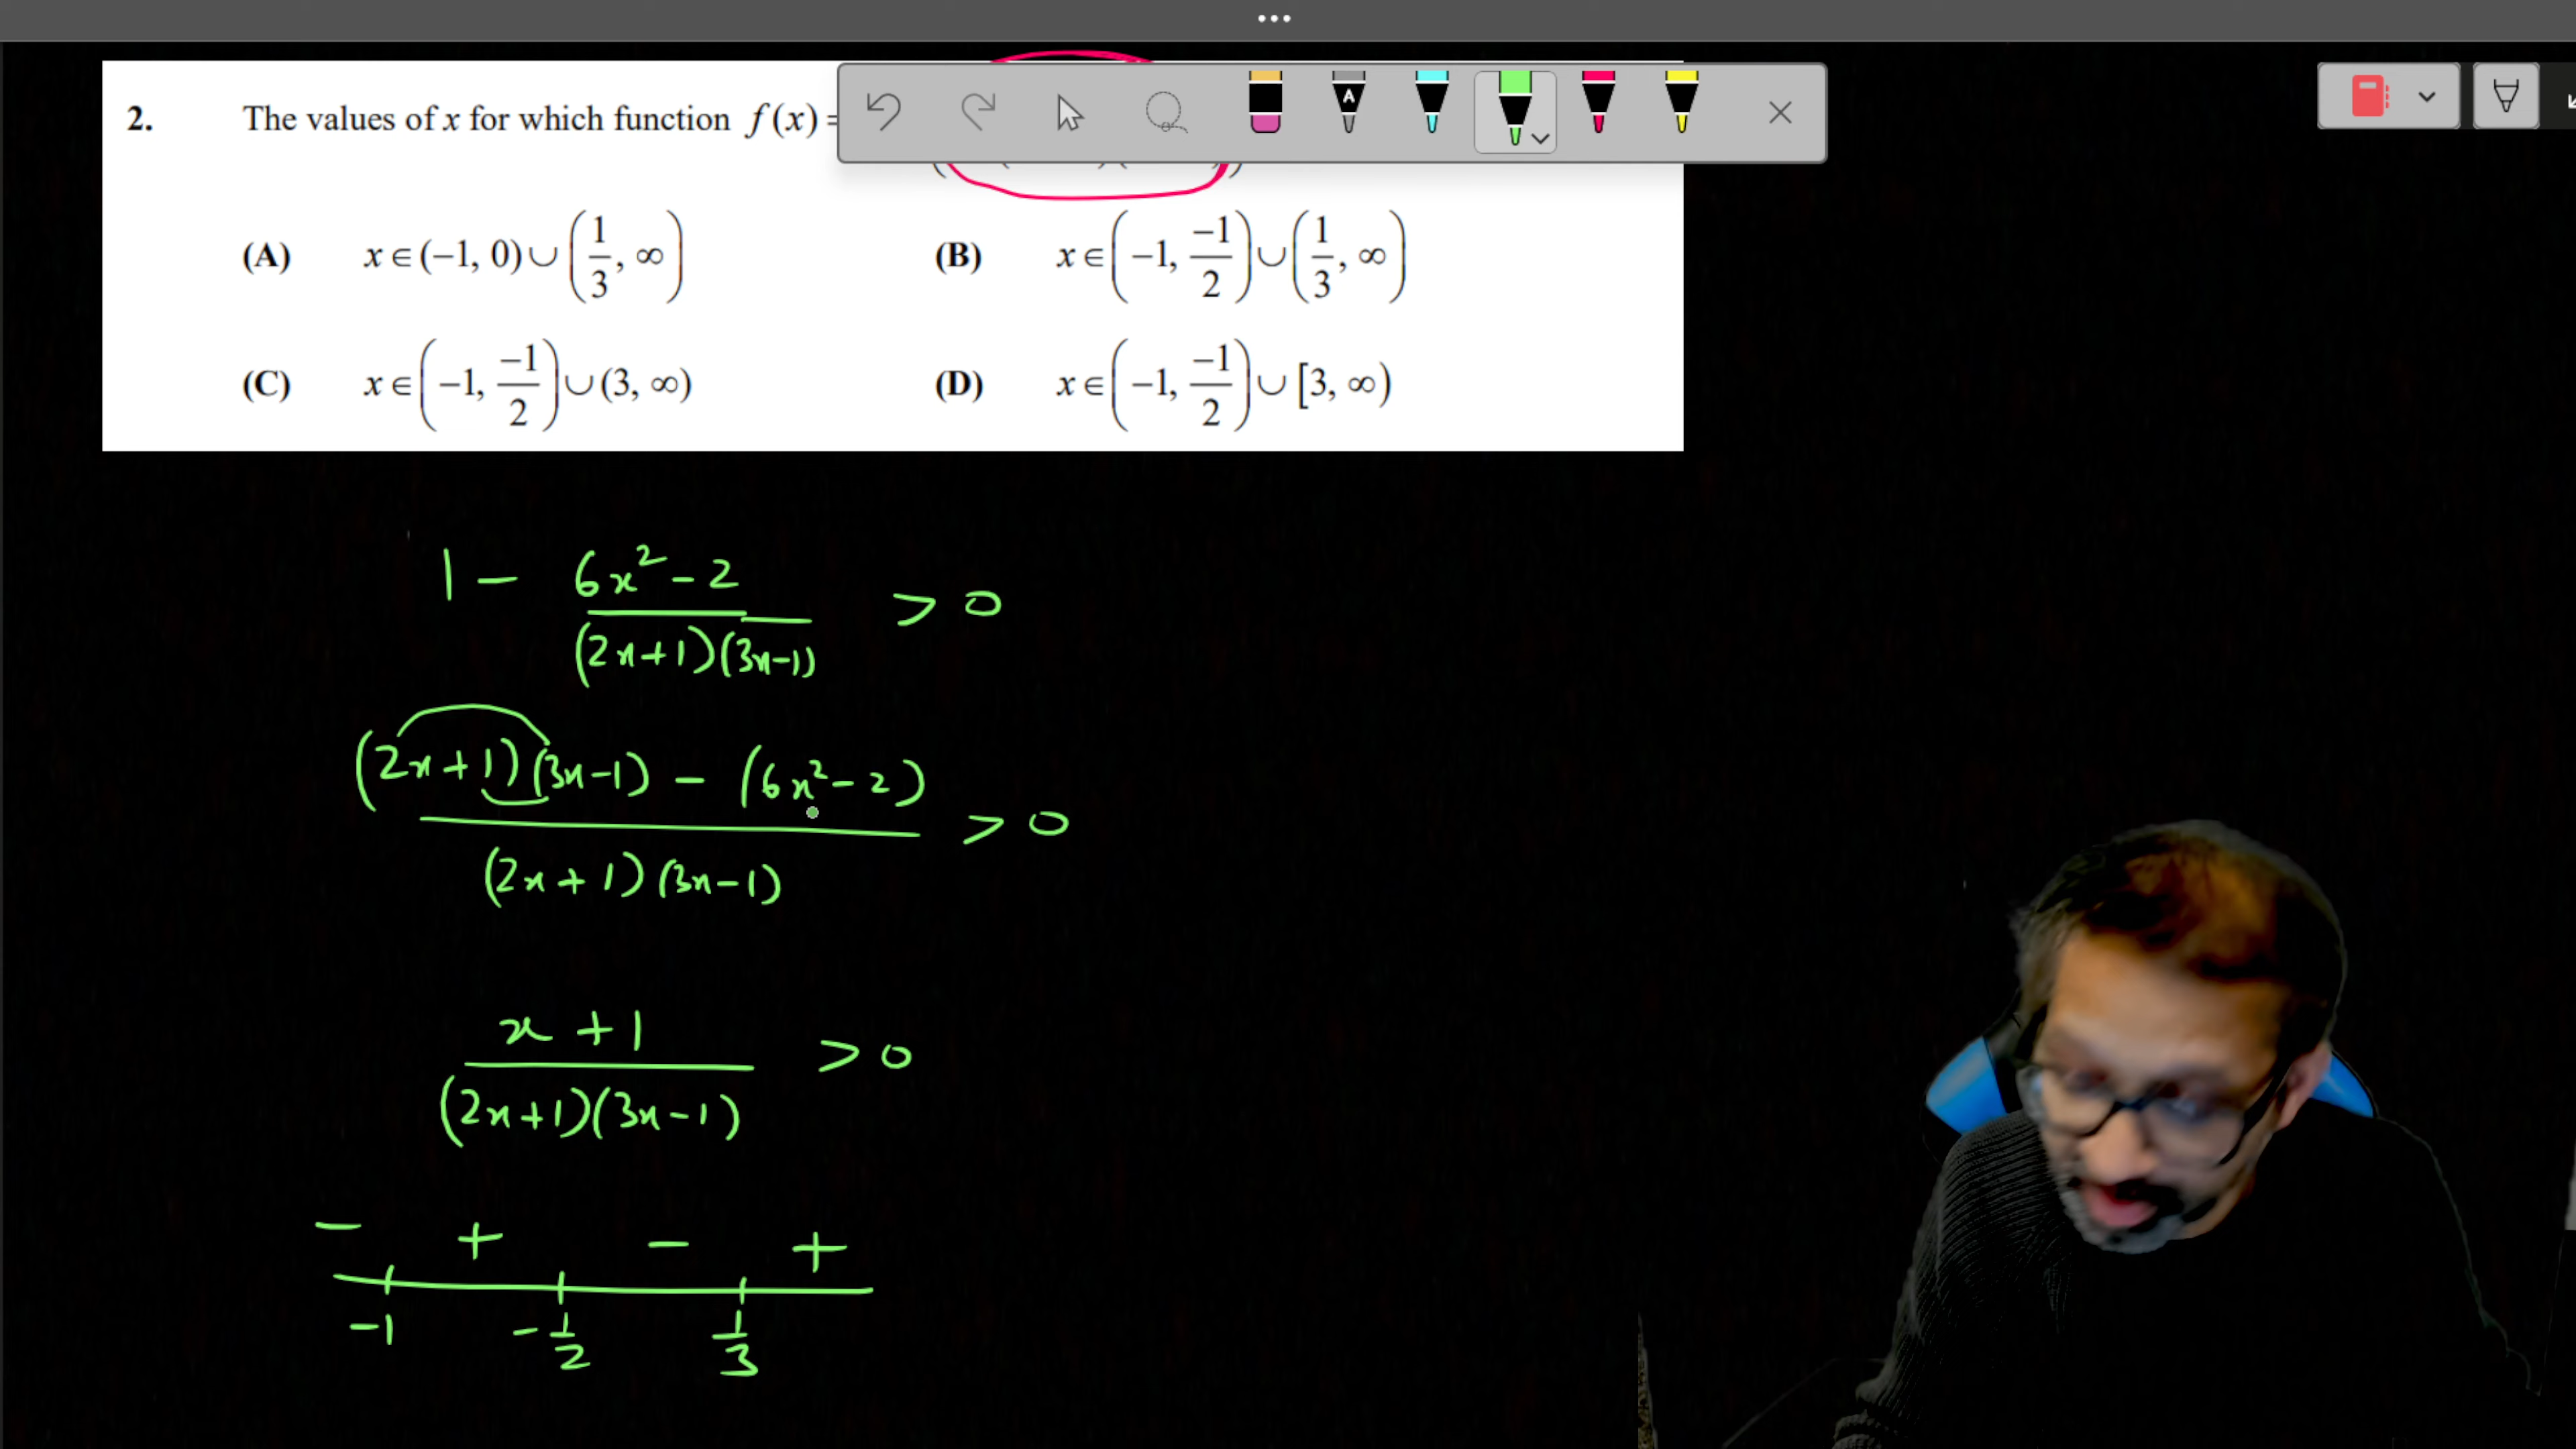 2. The values of x for which function f(x) =
(A) x ∈ (−1, 0) ∪ (1/3, ∞)
(B) x ∈ (−1, −1/2) ∪ (1/3, ∞)
(C) x ∈ (−1, −1/2) ∪ (3, ∞)
(D) x ∈ (−1, −1/2) ∪ [3, ∞)
1 − (6x² − 2)/((2x+1)(3x−1)) > 0
((2x+1)(3x−1) − (6x² − 2))/((2x+1)(3x−1)) > 0
(x + 1)/((2x+1)(3x−1)) > 0
− + − +
−1 −1/2 1/3